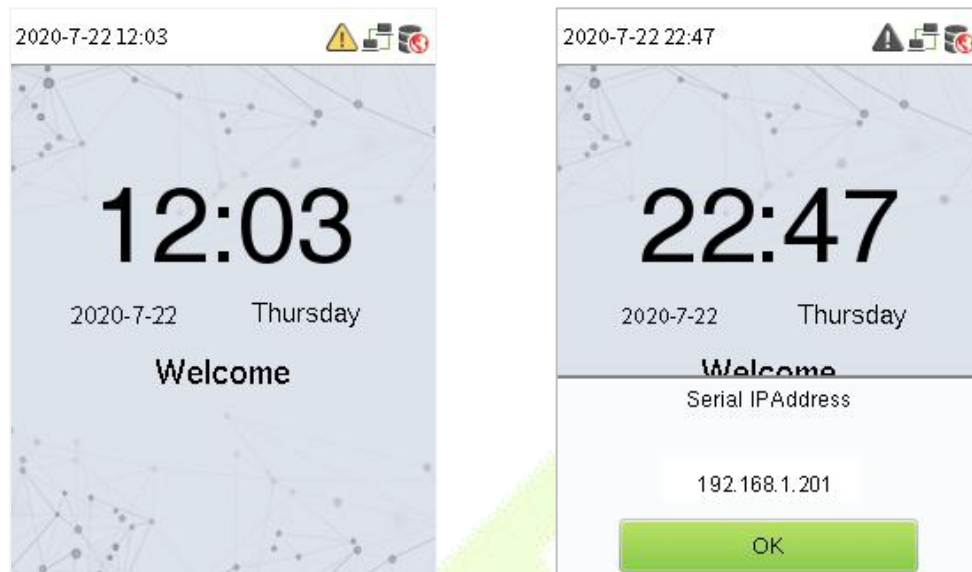 2020-7-22 12:03
12:03
2020-7-22 Thursday
Welcome
2020-7-22 22:47
22:47
2020-7-22 Thursday
Welcome
Serial IPAddress
192.168.1.201
OK